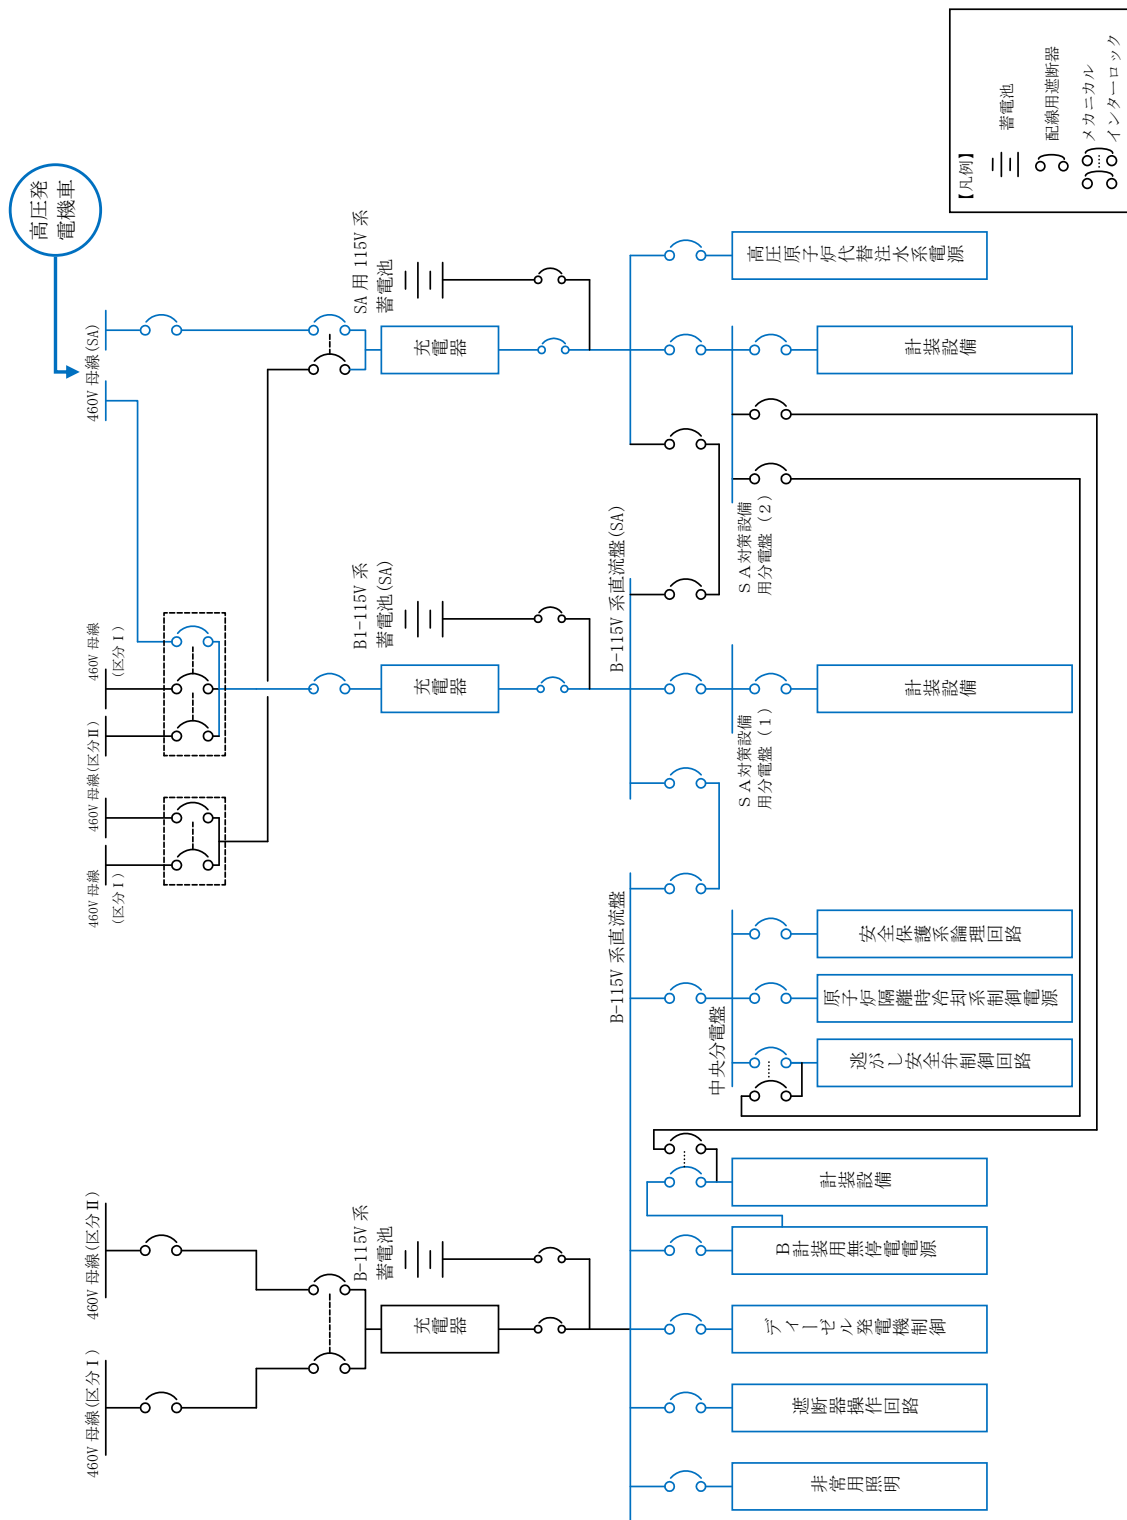 【凡例】
蓄電池
配線用遮断器
メカニカル
インターロック
高圧発
電機車
460V 母線(SA)
460V 母線
(区分Ⅰ)
460V 母線(区分Ⅱ)
460V 母線(区分Ⅱ)
460V 母線
(区分Ⅰ)
460V 母線(区分Ⅱ)
460V 母線(区分Ⅰ)
SA 用 115V 系
蓄電池
充電器
B1-115V 系
蓄電池(SA)
充電器
B-115V 系
蓄電池
充電器
B-115V 系直流盤(SA)
B-115V 系直流盤
高圧原子炉代替注水系電源
計装設備
SA対策設備
用分電盤(2)
計装設備
SA対策設備
用分電盤(1)
安全保護系論理回路
原子炉隔離時冷却系制御電源
逃がし安全弁制御回路
中央分電盤
計装設備
B計装用無停電電源
ディーゼル発電機制御
遮断器操作回路
非常用照明